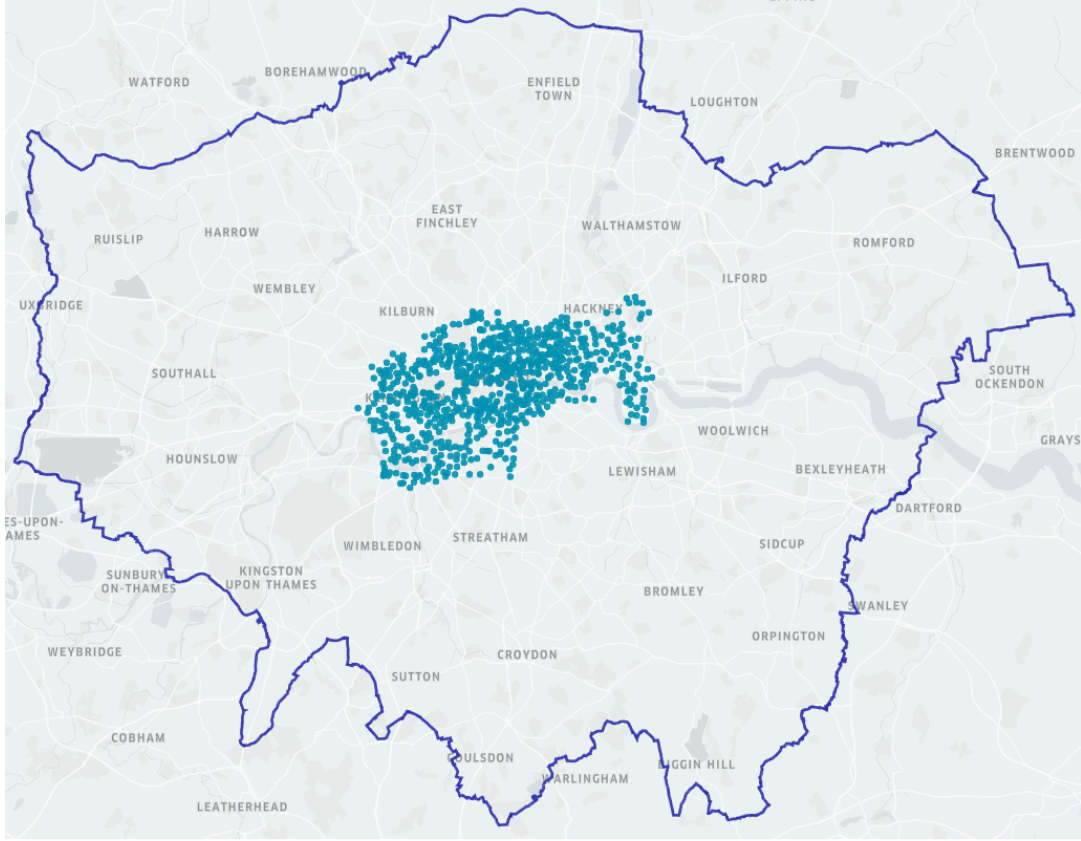 WATFORD
BOREHAMWOOD
ENFIELD
TOWN
LOUGHTON
BRENTWOOD
EAST
FINCHLEY
WALTHAMSTOW
RUISLIP
HARROW
ROMFORD
ILFORD
WEMBLEY
UXBRIDGE
KILBURN
HACKNEY
SOUTHALL
SOUTH
OCKENDON
WOOLWICH
GRAYS
HOUNSLOW
LEWISHAM
BEXLEYHEATH
DARTFORD
ES-UPON-
AMES
WIMBLEDON
STREATHAM
SIDCUP
SUNBURY
ON-THAMES
KINGSTON
UPON THAMES
BROMLEY
SWANLEY
ORPINGTON
WEYBRIDGE
CROYDON
SUTTON
COBHAM
COULSDON
BIGGIN HILL
WARLINGHAM
LEATHERHEAD